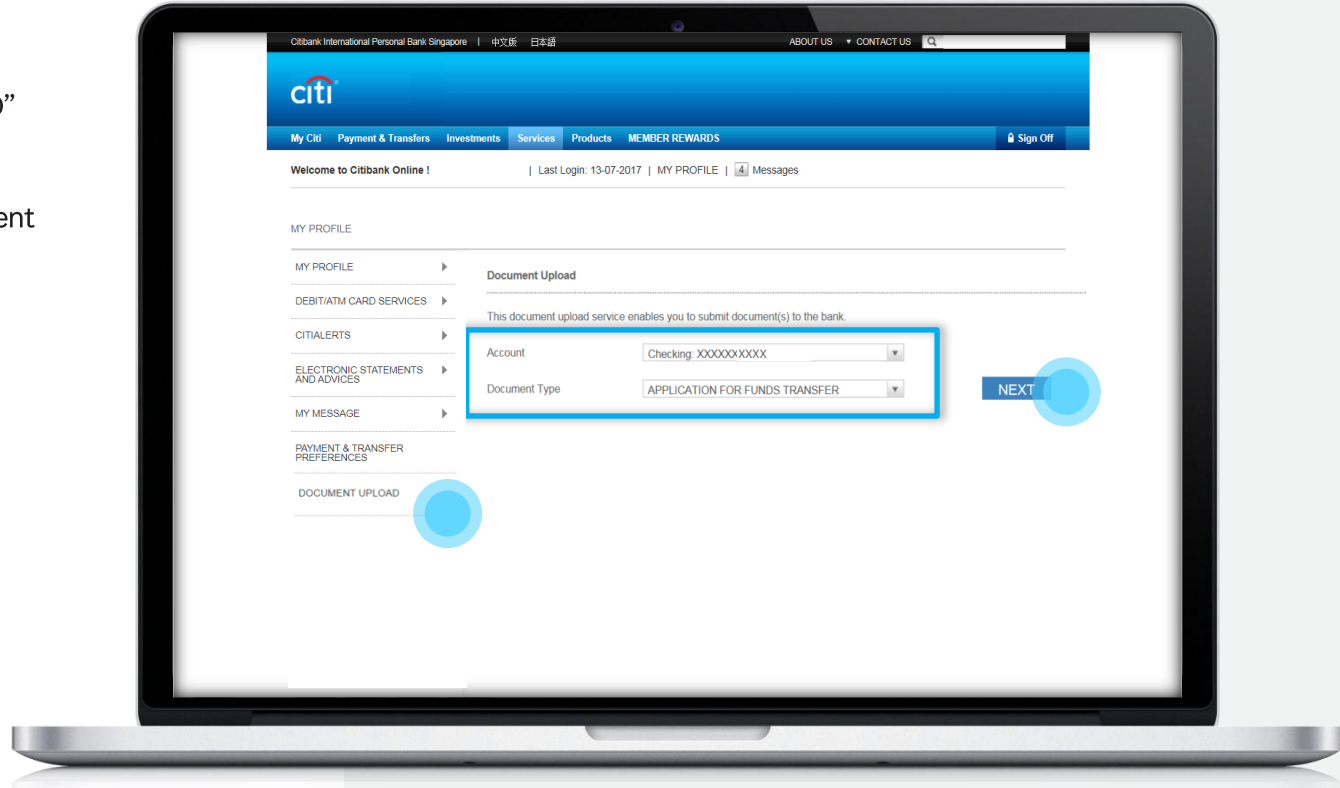 ”
ent
Citibank International Personal Bank Singapore | 中文版 日本語 ABOUT US ▼ CONTACT US
citi
My Citi Payment & Transfers Investments Services Products MEMBER REWARDS Sign Off
Welcome to Citibank Online ! | Last Login: 13-07-2017 | MY PROFILE | 4 Messages
MY PROFILE
MY PROFILE
DEBIT/ATM CARD SERVICES
CITIALERTS
ELECTRONIC STATEMENTS
AND ADVICES
MY MESSAGE
PAYMENT & TRANSFER
PREFERENCES
DOCUMENT UPLOAD
Document Upload
This document upload service enables you to submit document(s) to the bank.
Account Checking: XXXXXXXXXX
Document Type APPLICATION FOR FUNDS TRANSFER
NEXT